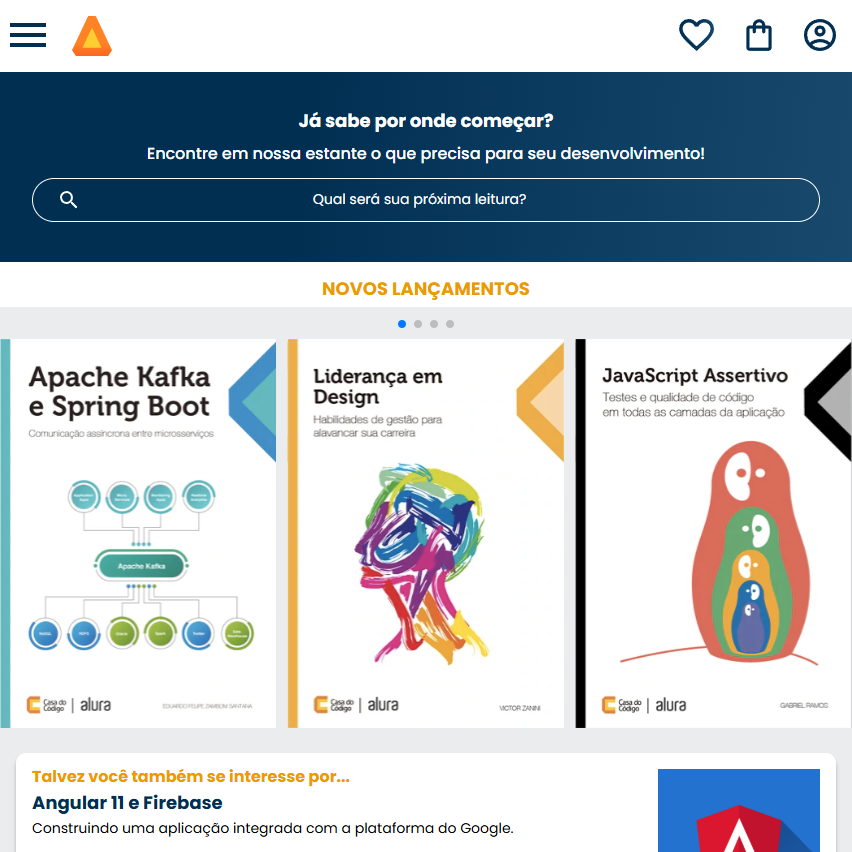 Já sabe por onde começar?
Encontre em nossa estante o que precisa para seu desenvolvimento!
Qual será sua próxima leitura?
NOVOS LANÇAMENTOS
Apache Kafka
e Spring Boot
Comunicação assíncrona entre microsserviços
Apache Kafka
Casa do
Código
alura
EDUARDO FELIPE ZAMBOM SANTANA
Liderança em
Design
Habilidades de gestão para
alavancar sua carreira
Casa do
Código
alura
VICTOR ZANINI
JavaScript Assertivo
Testes e qualidade de código
em todas as camadas da aplicação
Casa do
Código
alura
GABRIEL RAMOS
Talvez você também se interesse por...
Angular 11 e Firebase
Construindo uma aplicação integrada com a plataforma do Google.